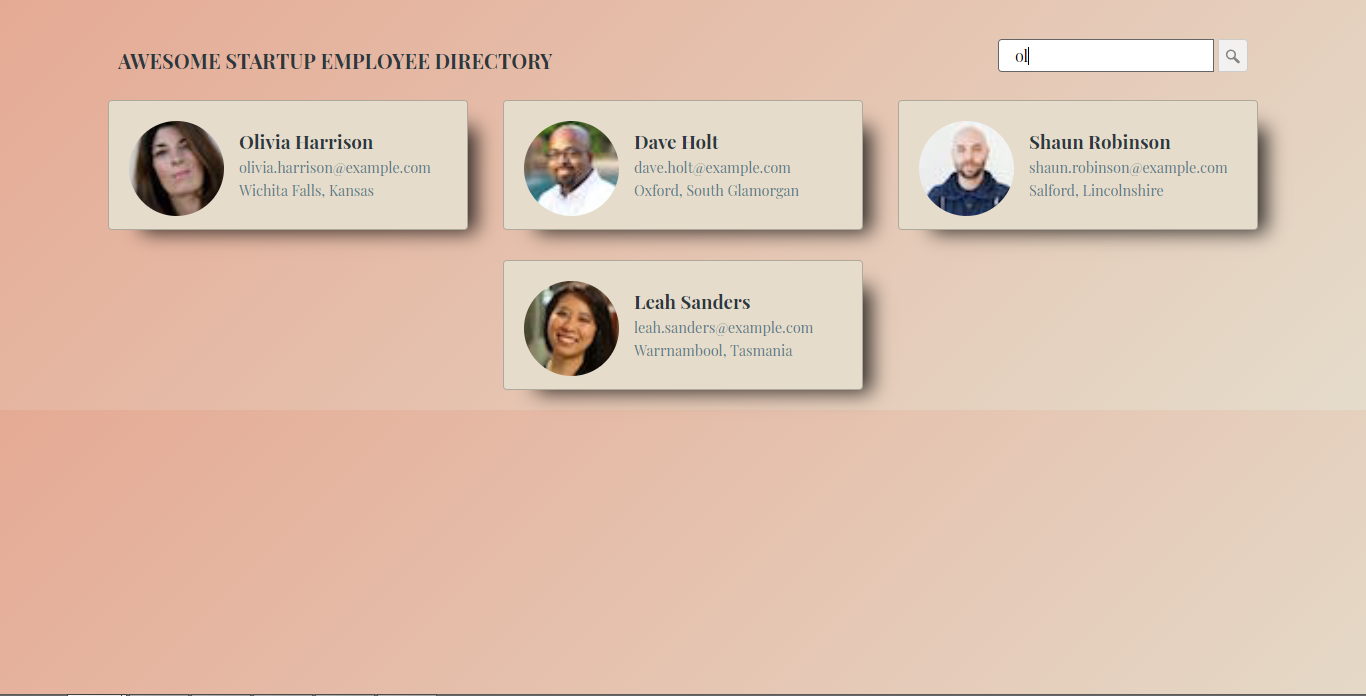 AWESOME STARTUP EMPLOYEE DIRECTORY
ol
Olivia Harrison
olivia.harrison@example.com
Wichita Falls, Kansas
Dave Holt
dave.holt@example.com
Oxford, South Glamorgan
Shaun Robinson
shaun.robinson@example.com
Salford, Lincolnshire
Leah Sanders
leah.sanders@example.com
Warrnambool, Tasmania